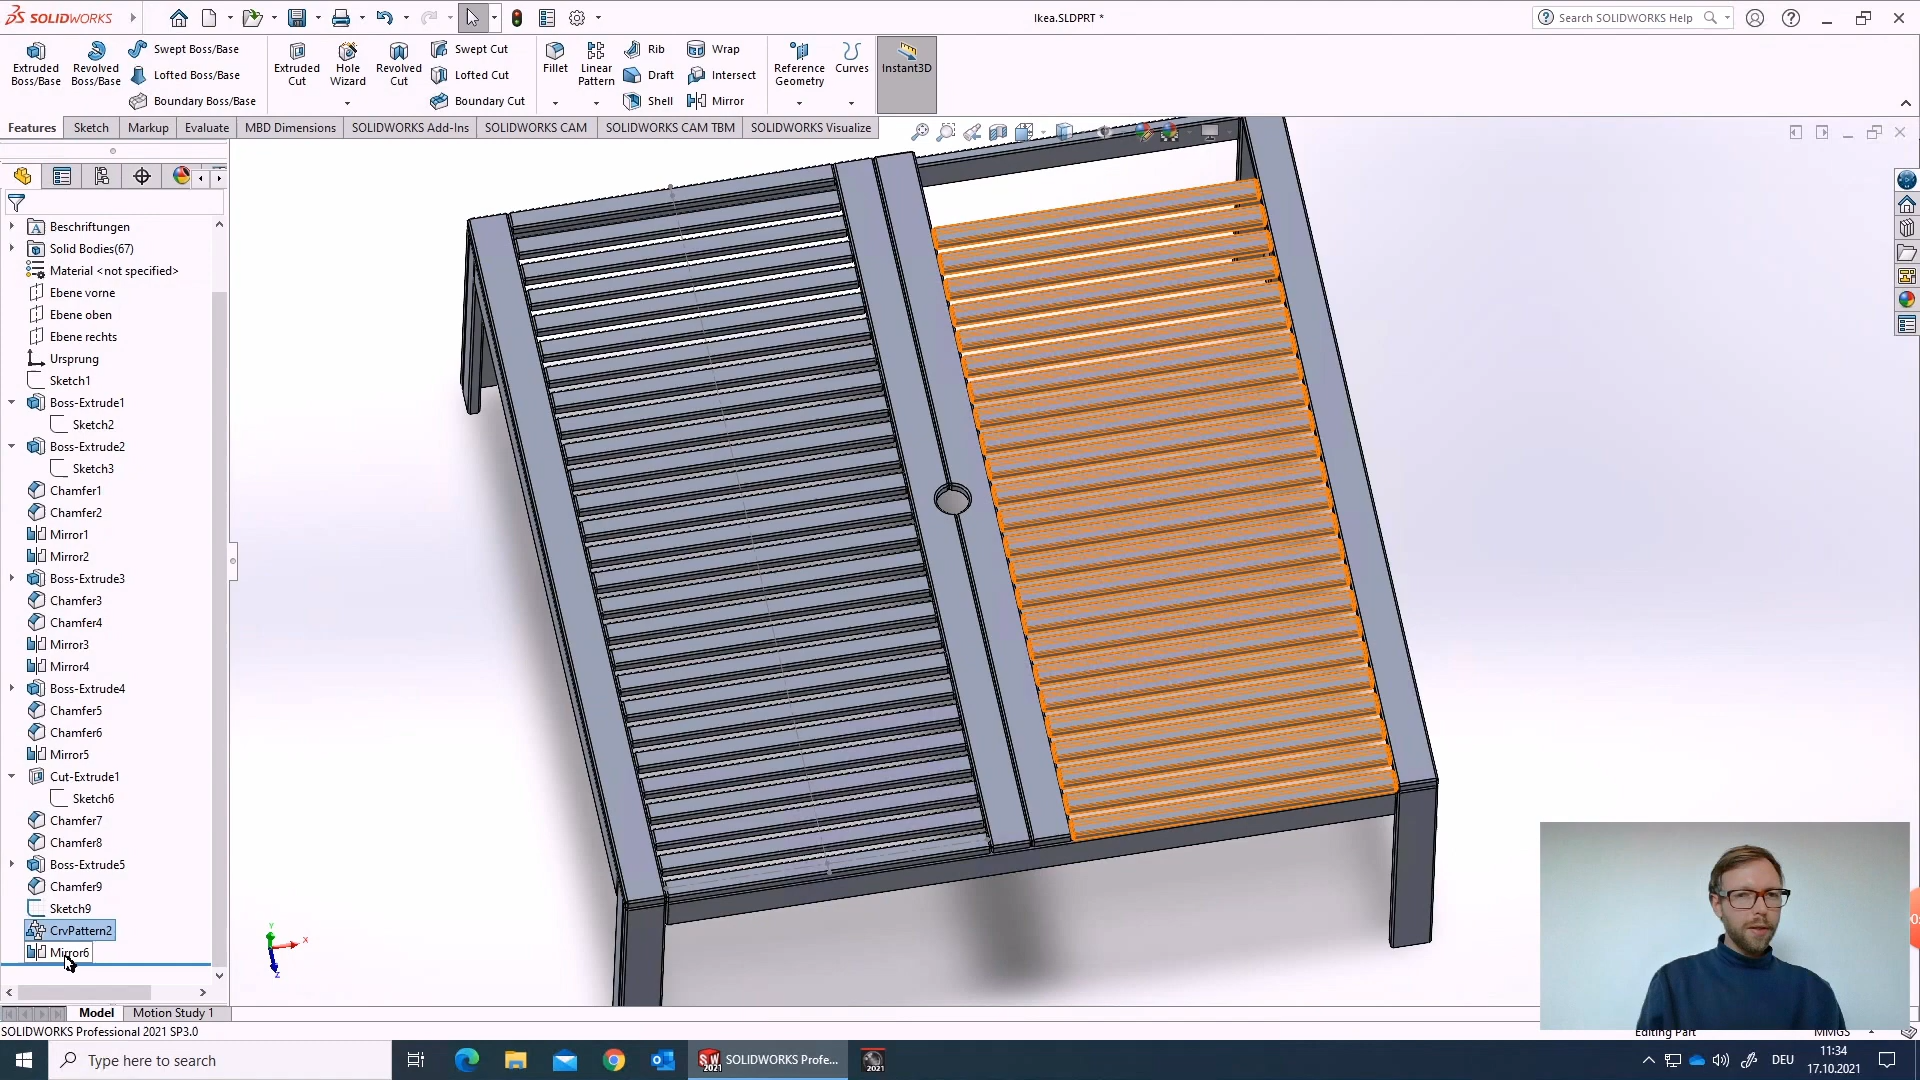 SOLIDWORKS
Ikea.SLDPRT *
Search SOLIDWORKS Help
Extruded Boss/Base
Revolved Boss/Base
Swept Boss/Base
Lofted Boss/Base
Boundary Boss/Base
Extruded Cut
Hole Wizard
Revolved Cut
Swept Cut
Lofted Cut
Boundary Cut
Fillet
Linear Pattern
Rib
Draft
Shell
Wrap
Intersect
Mirror
Reference Geometry
Curves
Instant3D
Features
Sketch
Markup
Evaluate
MBD Dimensions
SOLIDWORKS Add-Ins
SOLIDWORKS CAM
SOLIDWORKS CAM TBM
SOLIDWORKS Visualize
Beschriftungen
Solid Bodies(67)
Material <not specified>
Ebene vorne
Ebene oben
Ebene rechts
Ursprung
Sketch1
Boss-Extrude1
Sketch2
Boss-Extrude2
Sketch3
Chamfer1
Chamfer2
Mirror1
Mirror2
Boss-Extrude3
Chamfer3
Chamfer4
Mirror3
Mirror4
Boss-Extrude4
Chamfer5
Chamfer6
Mirror5
Cut-Extrude1
Sketch6
Chamfer7
Chamfer8
Boss-Extrude5
Chamfer9
Sketch9
CrvPattern2
Mirror6
Y
X
Z
Model
Motion Study 1
SOLIDWORKS Professional 2021 SP3.0
Editing Part
MMGS
Type here to search
SOLIDWORKS Profe...
2021
DEU
11:34
17.10.2021